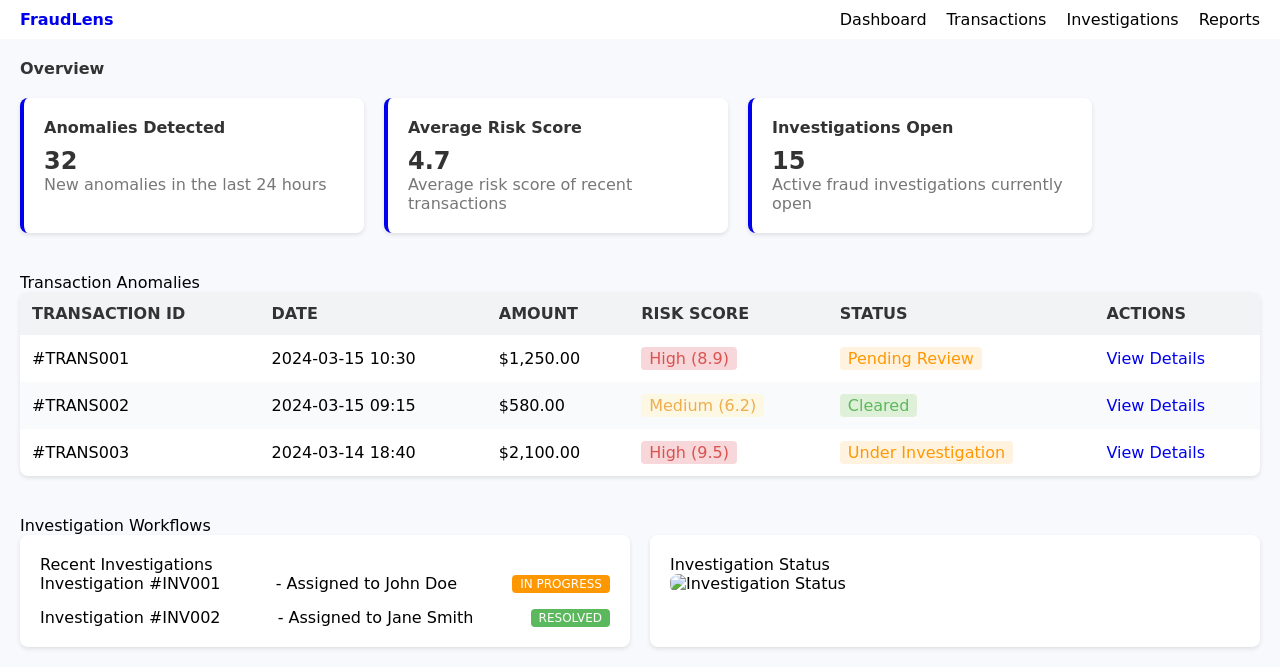 FraudLens Dashboard Transactions Investigations Reports
Overview
Anomalies Detected
32
New anomalies in the last 24 hours
Average Risk Score
4.7
Average risk score of recent
transactions
Investigations Open
15
Active fraud investigations currently
open
Transaction Anomalies
TRANSACTION ID DATE AMOUNT RISK SCORE STATUS ACTIONS
#TRANS001 2024-03-15 10:30 $1,250.00 High (8.9) Pending Review View Details
#TRANS002 2024-03-15 09:15 $580.00 Medium (6.2) Cleared View Details
#TRANS003 2024-03-14 18:40 $2,100.00 High (9.5) Under Investigation View Details
Investigation Workflows
Recent Investigations
Investigation #INV001 - Assigned to John Doe IN PROGRESS
Investigation #INV002 - Assigned to Jane Smith RESOLVED
Investigation Status
Investigation Status